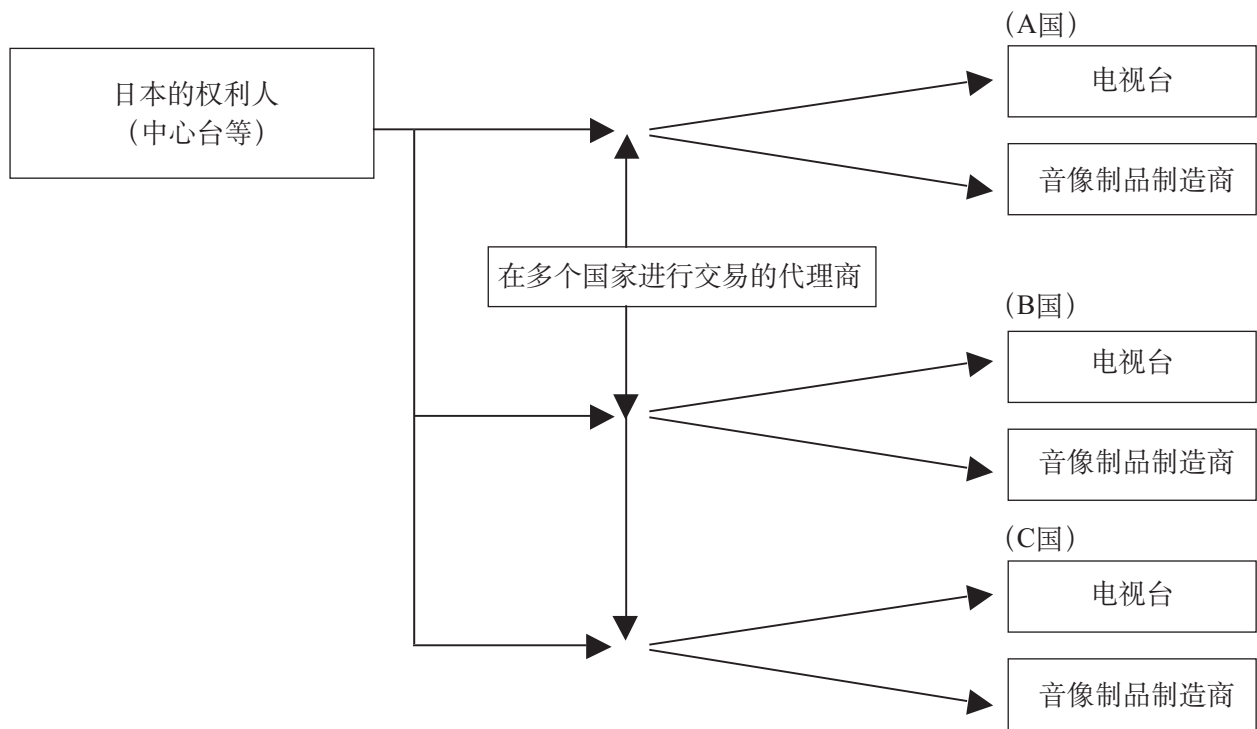 日本的权利人
（中心台等）
（A国）
电视台
音像制品制造商
在多个国家进行交易的代理商
（B国）
电视台
音像制品制造商
（C国）
电视台
音像制品制造商